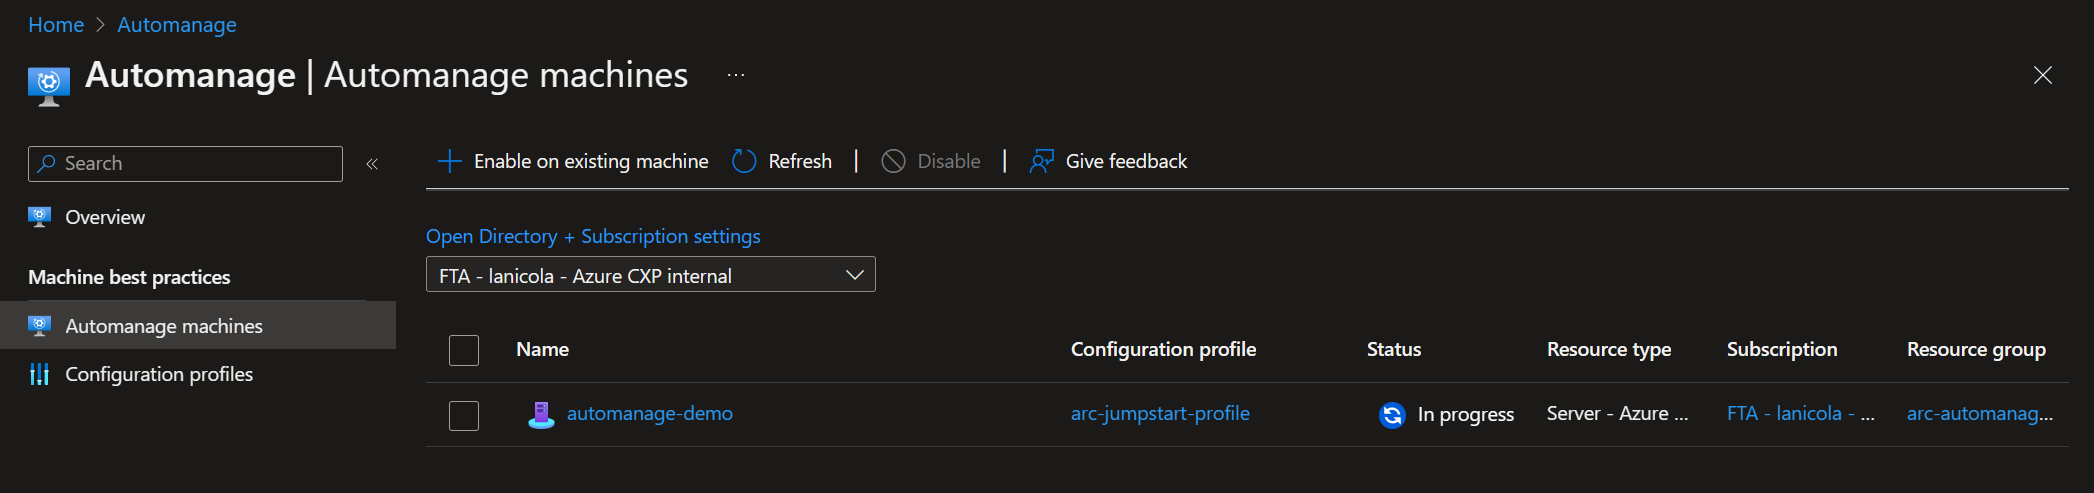 Home > Automanage
Automanage | Automanage machines ...
Search «
Overview
Machine best practices
Automanage machines
Configuration profiles
Enable on existing machine Refresh | Disable | Give feedback
Open Directory + Subscription settings
FTA - lanicola - Azure CXP internal
Name Configuration profile Status Resource type Subscription Resource group
automanage-demo arc-jumpstart-profile In progress Server - Azure ... FTA - lanicola - ... arc-automanag...